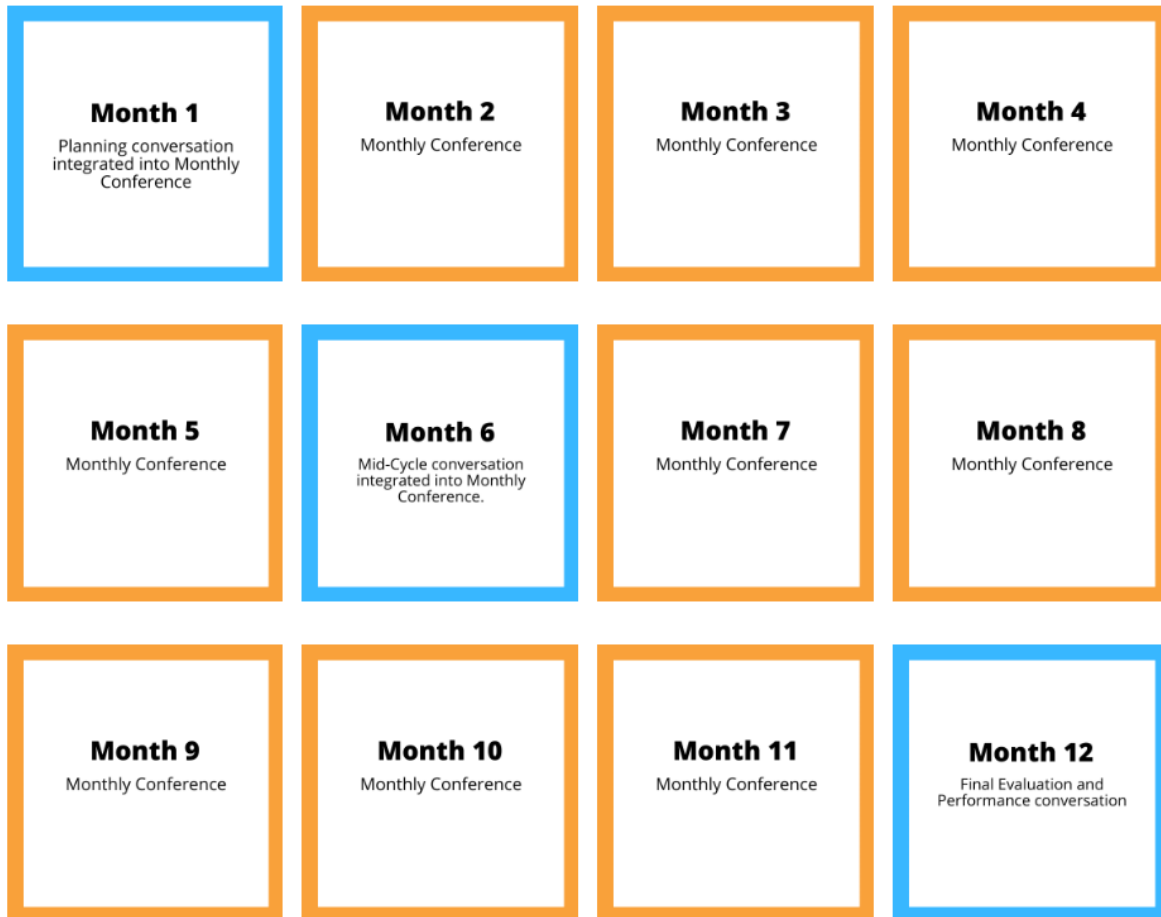 Month 1
Planning conversation
integrated into Monthly
Conference
Month 2
Monthly Conference
Month 3
Monthly Conference
Month 4
Monthly Conference
Month 5
Monthly Conference
Month 6
Mid-Cycle conversation
integrated into Monthly
Conference.
Month 7
Monthly Conference
Month 8
Monthly Conference
Month 9
Monthly Conference
Month 10
Monthly Conference
Month 11
Monthly Conference
Month 12
Final Evaluation and
Performance conversation